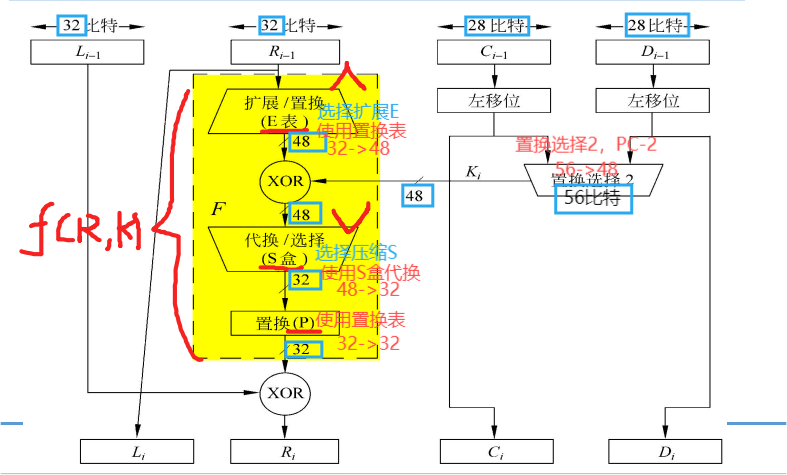 32比特
32比特
28比特
28比特
L_{i-1}
R_{i-1}
C_{i-1}
D_{i-1}
扩展/置换
(E表)
选择扩展E
使用置换表
32->48
左移位
左移位
48
置换选择2，PC-2
56->48
XOR
K_i
置换选择2
48
56比特
F
48
f(R,K)
代换/选择
(S盒)
选择压缩S
使用S盒代换
48->32
32
置换(P)
使用置换表
32->32
32
XOR
L_i
R_i
C_i
D_i